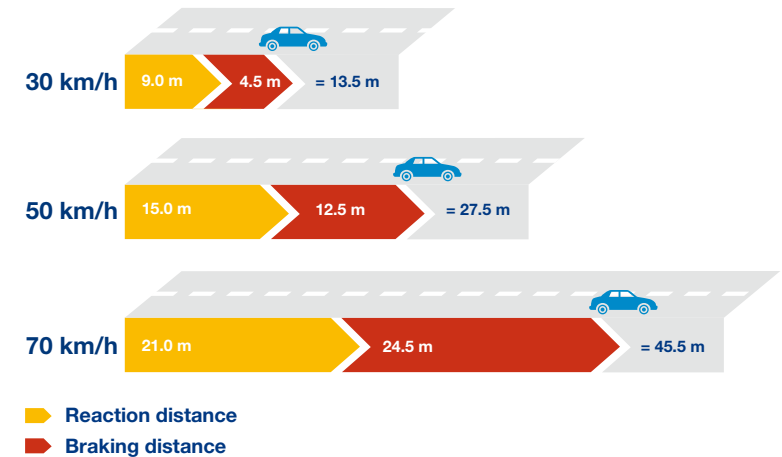 30 km/h 9.0 m 4.5 m = 13.5 m
50 km/h 15.0 m 12.5 m = 27.5 m
70 km/h 21.0 m 24.5 m = 45.5 m
Reaction distance
Braking distance